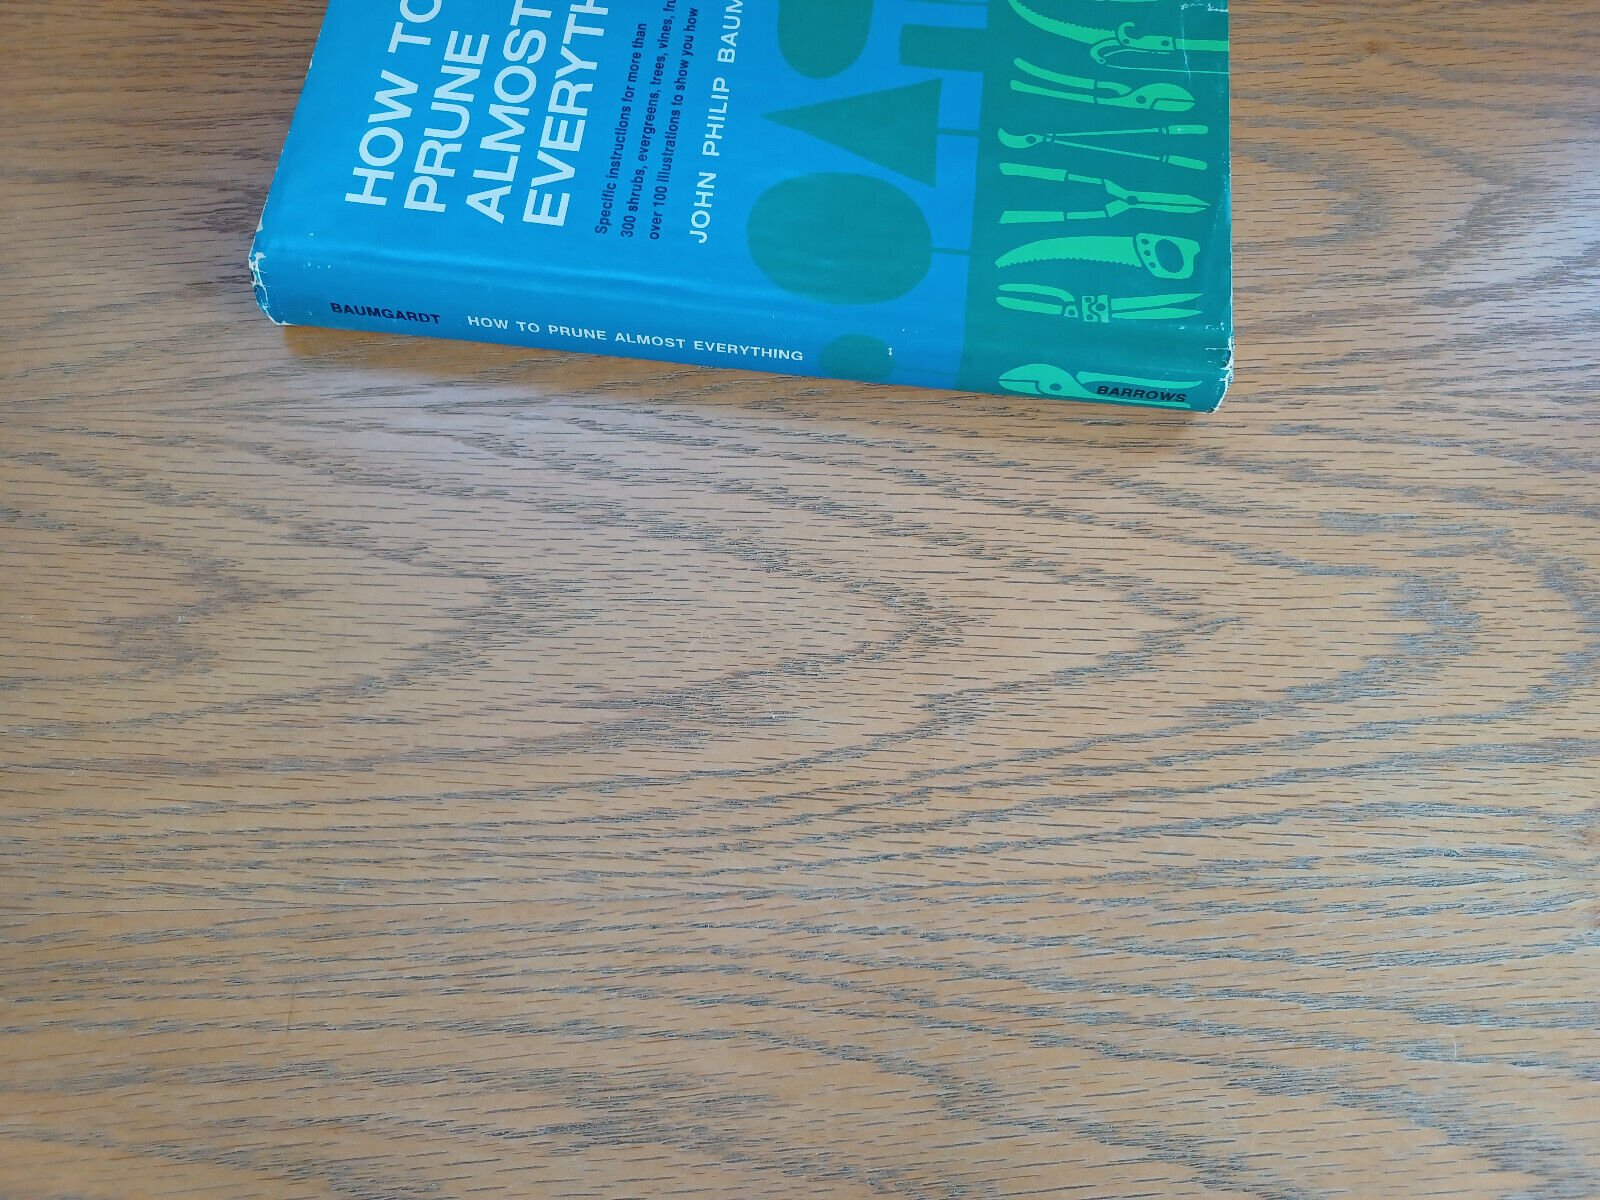 HOW TO
PRUNE
ALMOST
EVERYTH
Specific instructions for more than
300 shrubs, evergreens, trees, vines, fru
over 100 illustrations to show you how
JOHN PHILIP BAUM
BAUMGARDT HOW TO PRUNE ALMOST EVERYTHING BARROWS